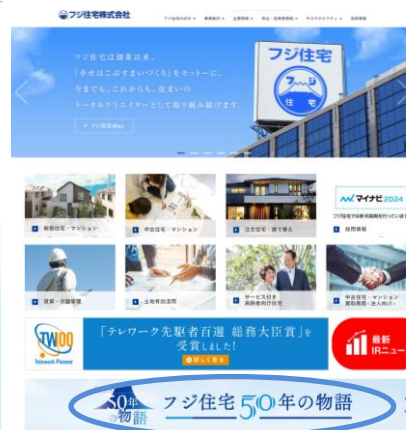 フジ住宅株式会社
フジ住宅は創業以来、
「幸せはこぶすまいづくり」をモットーに、
今までも、これからも、住まいの
トータルクリエイターとして取り組み続けます。
フジ住宅Way
フジ住宅
フジ
住宅
新築住宅・マンション
中古住宅・マンション
注文住宅・建て替え
マイナビ2024
採用情報
賃貸・分譲管理
土地有効活用
サービス付き
高齢者向け住宅
中古住宅・マンション
TW100
Telework Pioneer
「テレワーク先駆者百選 総務大臣賞」を
受賞しました!
詳しく見る
最新
IRニュー
50年
の物語
フジ住宅50年の物語